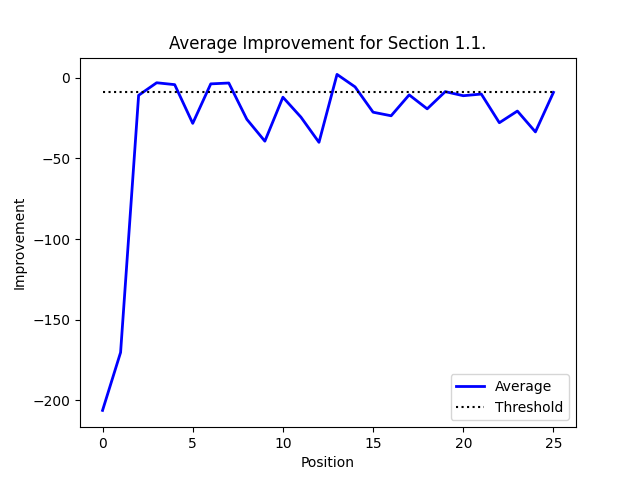 Average Improvement for Section 1.1.
Improvement
0
−50
−100
−150
−200
0 5 10 15 20 25
Position
Average
Threshold